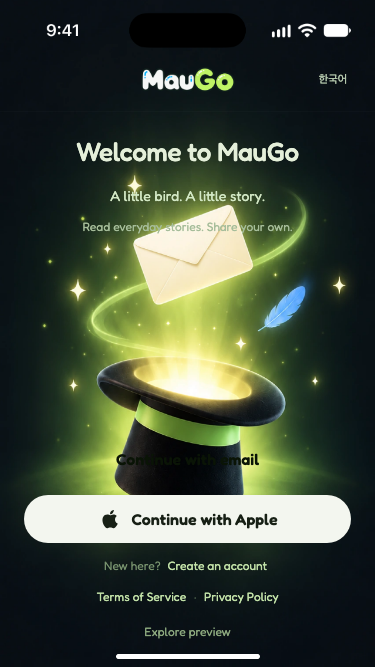 9:41
MauGo
한국어
Welcome to MauGo
A little bird. A little story.
Read everyday stories. Share your own.
Continue with email
Continue with Apple
New here? Create an account
Terms of Service · Privacy Policy
Explore preview